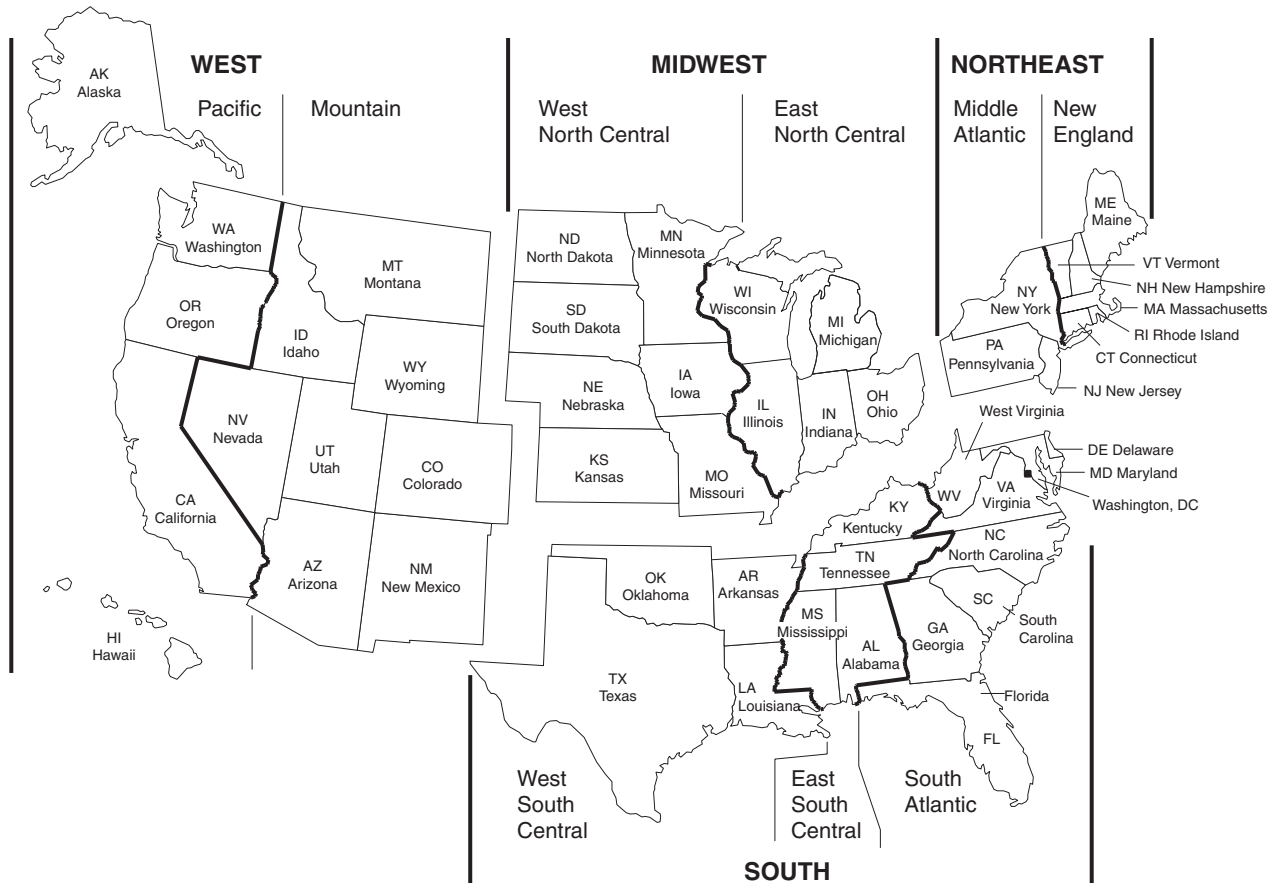 WEST
MIDWEST
NORTHEAST
Pacific
Mountain
West
North Central
East
North Central
Middle
Atlantic
New
England
AK
Alaska
WA
Washington
OR
Oregon
CA
California
HI
Hawaii
MT
Montana
ID
Idaho
WY
Wyoming
NV
Nevada
UT
Utah
CO
Colorado
AZ
Arizona
NM
New Mexico
ND
North Dakota
SD
South Dakota
NE
Nebraska
KS
Kansas
MN
Minnesota
IA
Iowa
MO
Missouri
WI
Wisconsin
MI
Michigan
IL
Illinois
IN
Indiana
OH
Ohio
NY
New York
PA
Pennsylvania
NJ New Jersey
ME
Maine
VT Vermont
NH New Hampshire
MA Massachusetts
RI Rhode Island
CT Connecticut
West Virginia
WV
DE Delaware
MD Maryland
Washington, DC
VA
Virginia
NC
North Carolina
SC
South
Carolina
GA
Georgia
Florida
FL
KY
Kentucky
TN
Tennessee
MS
Mississippi
AL
Alabama
OK
Oklahoma
AR
Arkansas
TX
Texas
LA
Louisiana
West
South
Central
East
South
Central
South
Atlantic
SOUTH